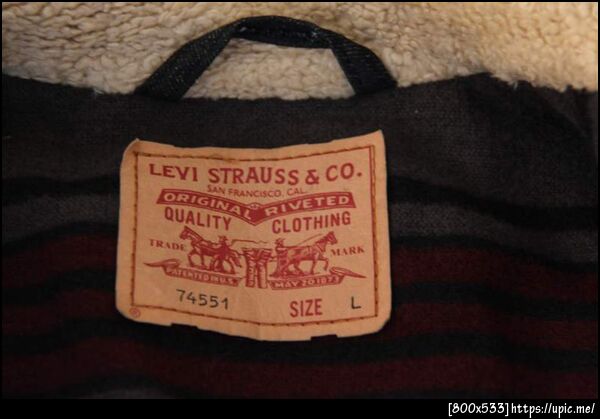 LEVI STRAUSS & CO.
SAN FRANCISCO, CAL.
ORIGINAL RIVETED
QUALITY CLOTHING
TRADE MARK
PATENTED IN U.S. MAY 20 1873
74551 SIZE L
®
[800x533]https://upic.me/